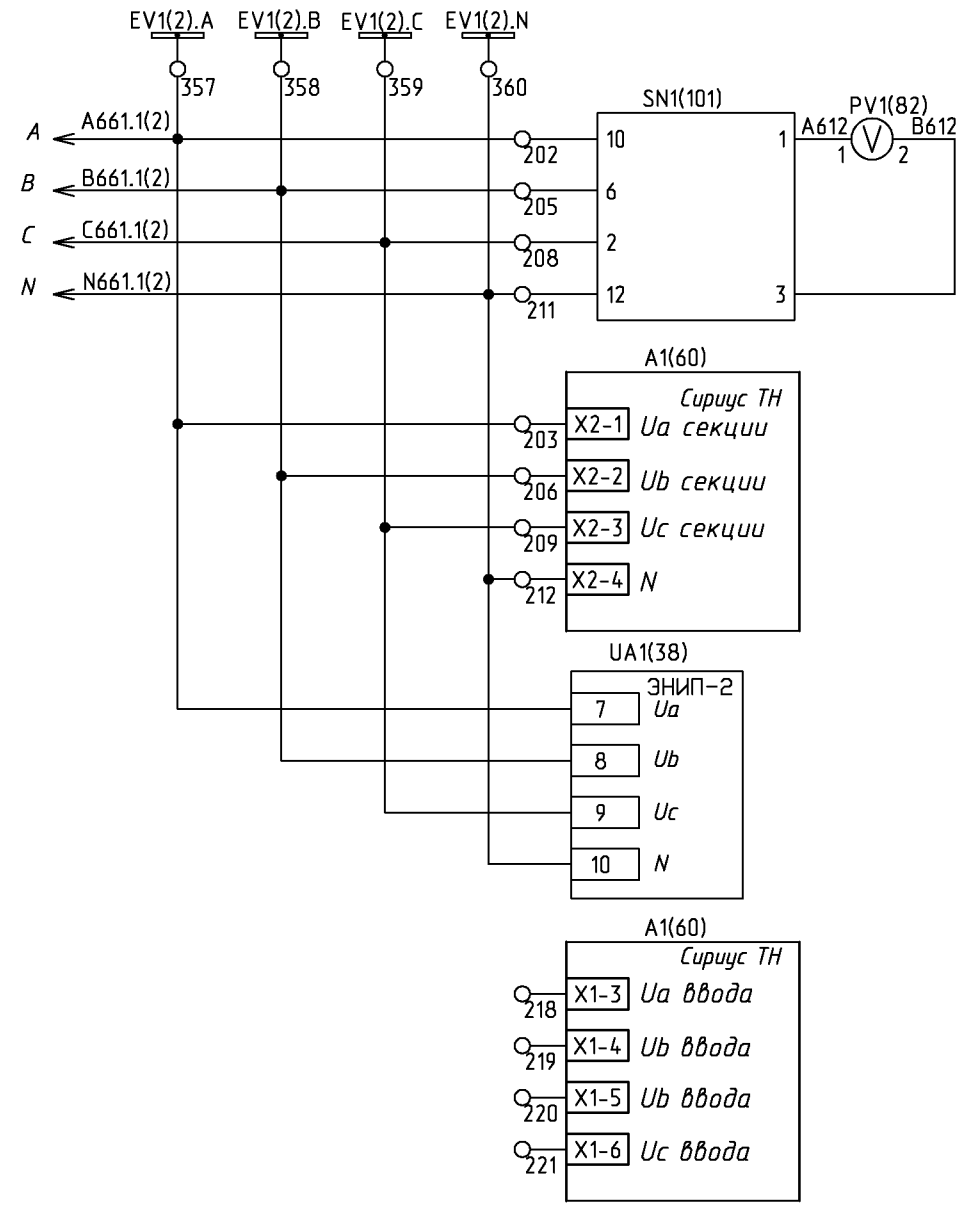 EV1(2).A EV1(2).B EV1(2).C EV1(2).N
357 358 359 360
SN1(101) PV1(82)
A A661.1(2) 202 10 1 A612 1 V 2 B612
B B661.1(2) 205 6
C C661.1(2) 208 2
N N661.1(2) 211 12 3
A1(60)
Сириус ТН
203 X2-1 Ua секции
206 X2-2 Ub секции
209 X2-3 Uc секции
212 X2-4 N
UA1(38)
ЭНИП-2
7 Ua
8 Ub
9 Uc
10 N
A1(60)
Сириус ТН
218 X1-3 Ua ввода
219 X1-4 Ub ввода
220 X1-5 Ub ввода
221 X1-6 Uc ввода